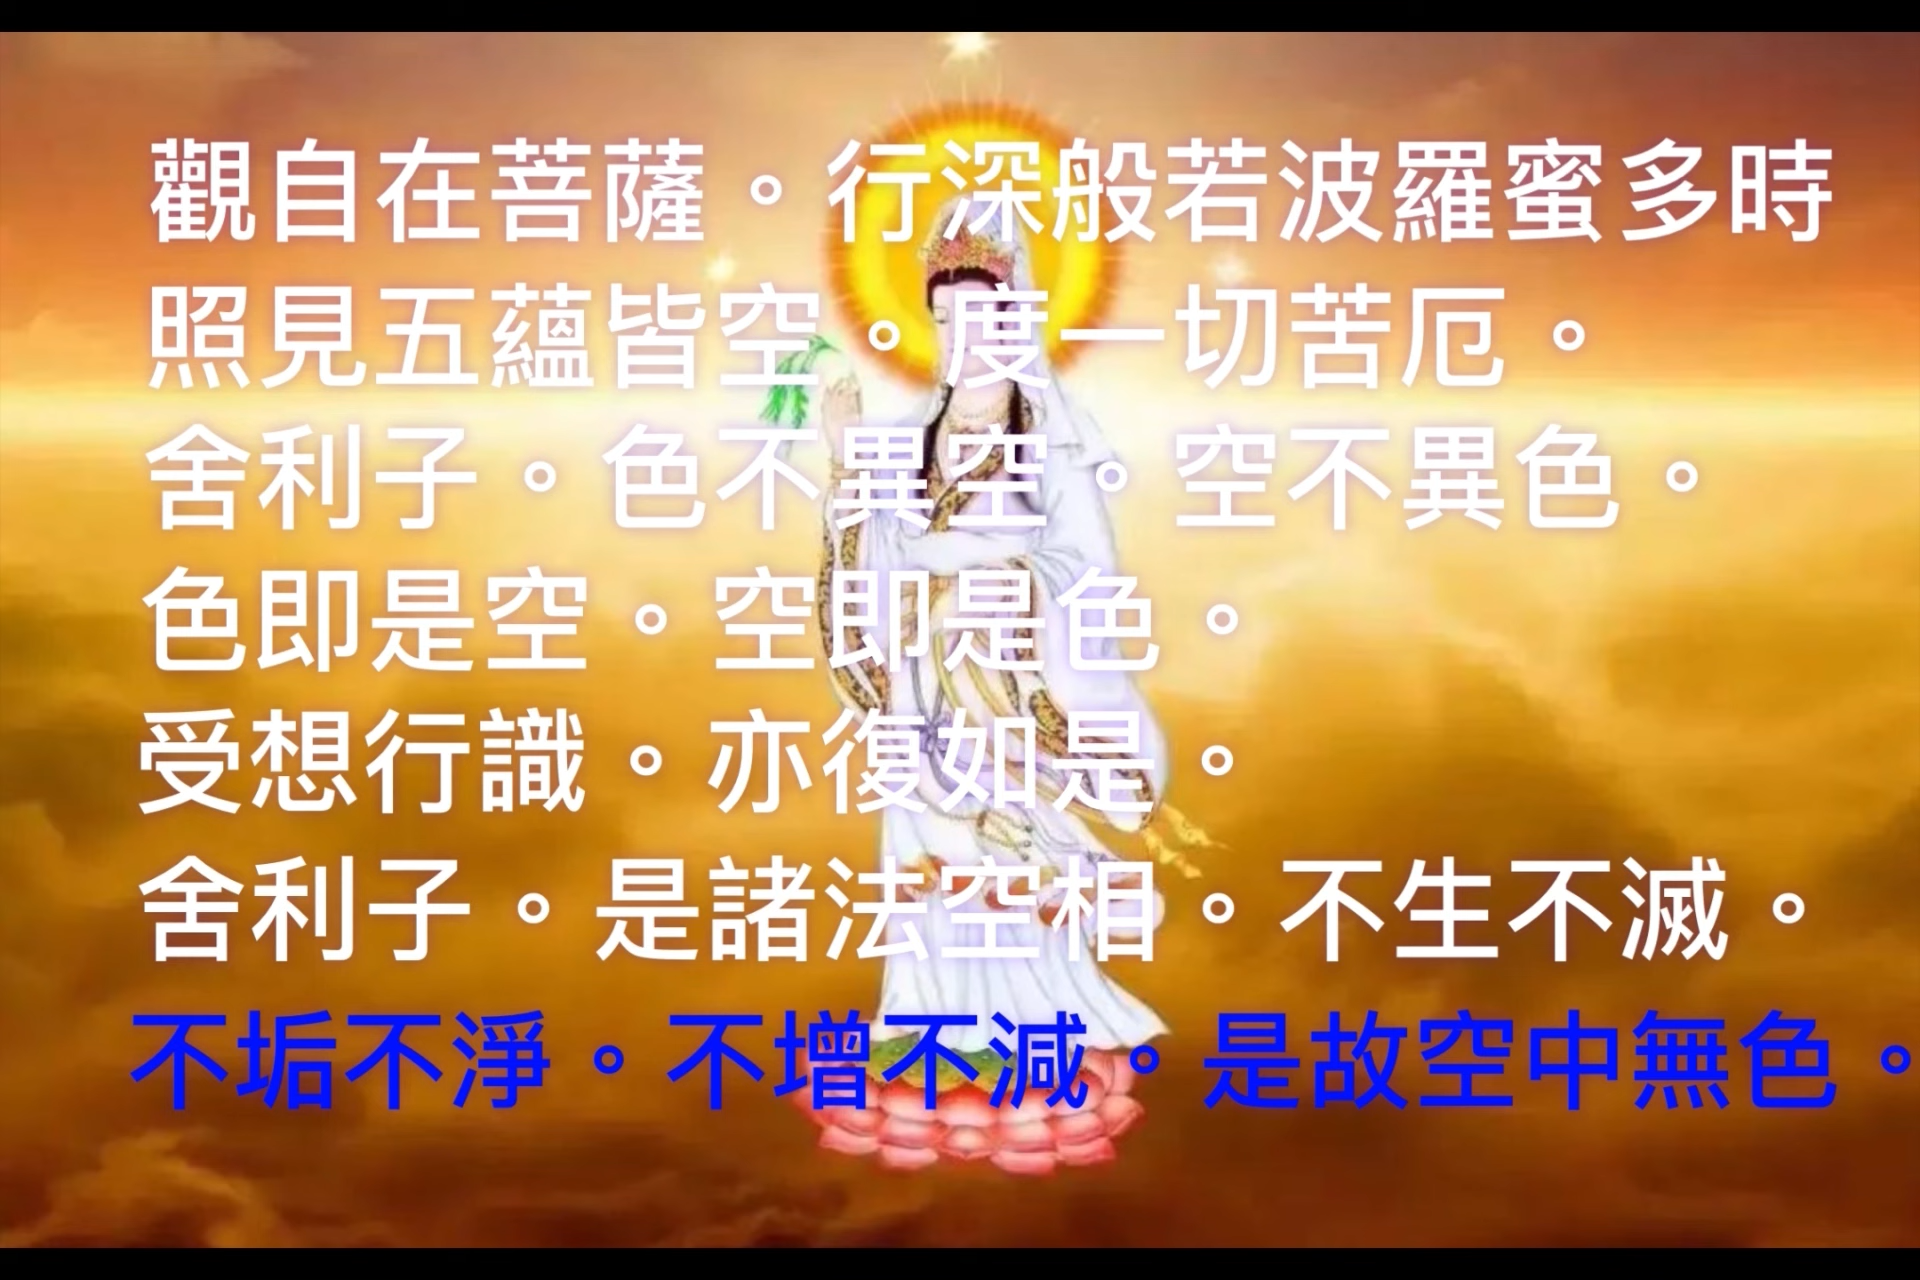 觀自在菩薩。行深般若波羅蜜多時
照見五蘊皆空。度一切苦厄。
舍利子。色不異空。空不異色。
色即是空。空即是色。
受想行識。亦復如是。
舍利子。是諸法空相。不生不滅。
不垢不淨。不增不減。是故空中無色。